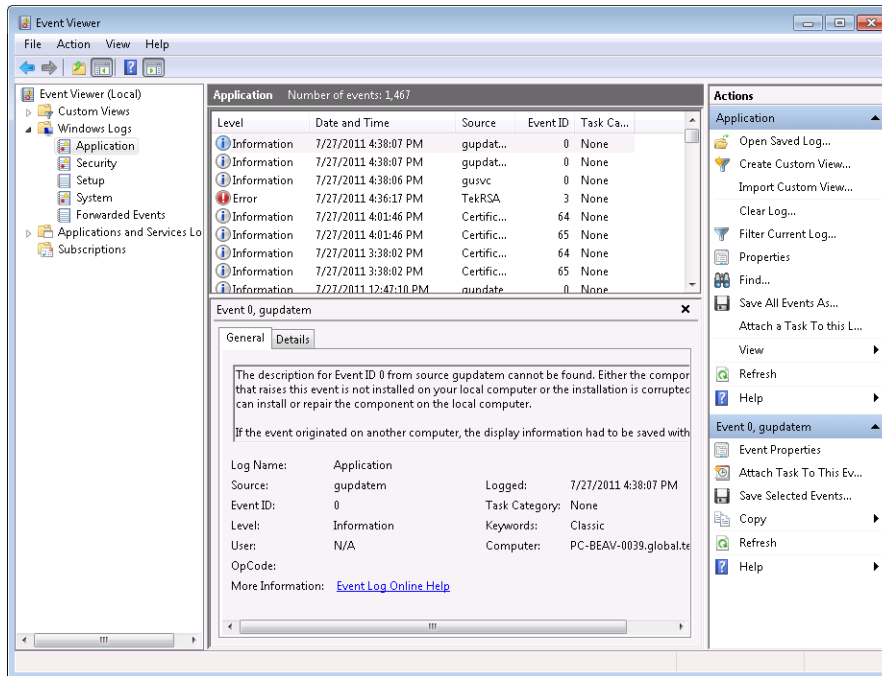 Event Viewer
File Action View Help
Event Viewer (Local)
Custom Views
Windows Logs
Application
Security
Setup
System
Forwarded Events
Applications and Services Lo
Subscriptions
Application Number of events: 1,467
Level Date and Time Source Event ID Task Ca...
Information 7/27/2011 4:38:07 PM gupdat... 0 None
Information 7/27/2011 4:38:07 PM gupdat... 0 None
Information 7/27/2011 4:38:06 PM gusvc 0 None
Error 7/27/2011 4:36:17 PM TekRSA 3 None
Information 7/27/2011 4:01:46 PM Certific... 64 None
Information 7/27/2011 4:01:46 PM Certific... 65 None
Information 7/27/2011 3:38:02 PM Certific... 64 None
Information 7/27/2011 3:38:02 PM Certific... 65 None
Information 7/27/2011 12:47:10 PM gupdate 0 None
Event 0, gupdatem
General Details
The description for Event ID 0 from source gupdatem cannot be found. Either the compor
that raises this event is not installed on your local computer or the installation is corruptec
can install or repair the component on the local computer.
If the event originated on another computer, the display information had to be saved with
Log Name: Application
Source: gupdatem Logged: 7/27/2011 4:38:07 PM
Event ID: 0 Task Category: None
Level: Information Keywords: Classic
User: N/A Computer: PC-BEAV-0039.global.te
OpCode:
More Information: Event Log Online Help
Actions
Application
Open Saved Log...
Create Custom View...
Import Custom View...
Clear Log...
Filter Current Log...
Properties
Find...
Save All Events As...
Attach a Task To this L...
View
Refresh
Help
Event 0, gupdatem
Event Properties
Attach Task To This Ev...
Save Selected Events...
Copy
Refresh
Help